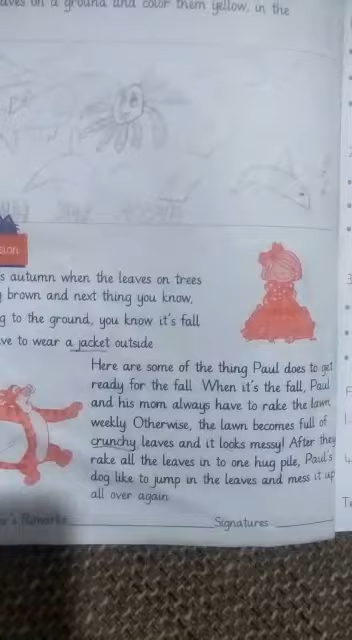 on a ground and color them yellow, in the
autumn when the leaves on trees
brown and next thing you know,
to the ground, you know it's fall
to wear a jacket outside
Here are some of the thing Paul does to get
ready for the fall When it's the fall, Paul
and his mom always have to rake the lawn
weekly Otherwise, the lawn becomes full of
crunchy leaves and it looks messy! After they
rake all the leaves in to one hug pile, Paul's
dog like to jump in the leaves and mess it up
all over again
Remarks Signatures